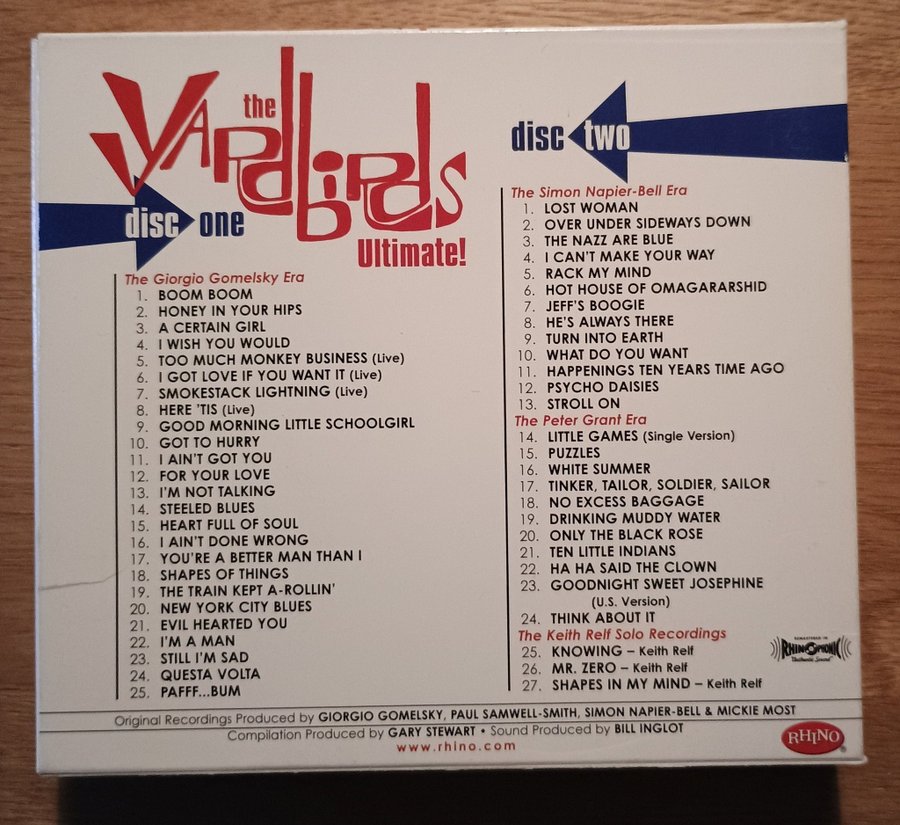 the
YARDbIRDS
Ultimate!
disc one
The Giorgio Gomelsky Era
1. BOOM BOOM
2. HONEY IN YOUR HIPS
3. A CERTAIN GIRL
4. I WISH YOU WOULD
5. TOO MUCH MONKEY BUSINESS (Live)
6. I GOT LOVE IF YOU WANT IT (Live)
7. SMOKESTACK LIGHTNING (Live)
8. HERE 'TIS (Live)
9. GOOD MORNING LITTLE SCHOOLGIRL
10. GOT TO HURRY
11. I AIN'T GOT YOU
12. FOR YOUR LOVE
13. I'M NOT TALKING
14. STEELED BLUES
15. HEART FULL OF SOUL
16. I AIN'T DONE WRONG
17. YOU'RE A BETTER MAN THAN I
18. SHAPES OF THINGS
19. THE TRAIN KEPT A-ROLLIN'
20. NEW YORK CITY BLUES
21. EVIL HEARTED YOU
22. I'M A MAN
23. STILL I'M SAD
24. QUESTA VOLTA
25. PAFFF...BUM
disc two
The Simon Napier-Bell Era
1. LOST WOMAN
2. OVER UNDER SIDEWAYS DOWN
3. THE NAZZ ARE BLUE
4. I CAN'T MAKE YOUR WAY
5. RACK MY MIND
6. HOT HOUSE OF OMAGARARSHID
7. JEFF'S BOOGIE
8. HE'S ALWAYS THERE
9. TURN INTO EARTH
10. WHAT DO YOU WANT
11. HAPPENINGS TEN YEARS TIME AGO
12. PSYCHO DAISIES
13. STROLL ON
The Peter Grant Era
14. LITTLE GAMES (Single Version)
15. PUZZLES
16. WHITE SUMMER
17. TINKER, TAILOR, SOLDIER, SAILOR
18. NO EXCESS BAGGAGE
19. DRINKING MUDDY WATER
20. ONLY THE BLACK ROSE
21. TEN LITTLE INDIANS
22. HA HA SAID THE CLOWN
23. GOODNIGHT SWEET JOSEPHINE
(U.S. Version)
24. THINK ABOUT IT
The Keith Relf Solo Recordings
25. KNOWING – Keith Relf
26. MR. ZERO – Keith Relf
27. SHAPES IN MY MIND – Keith Relf
REMASTERED IN
RHINOPHONIC
"Authentic Sound"
Original Recordings Produced by GIORGIO GOMELSKY, PAUL SAMWELL-SMITH, SIMON NAPIER-BELL & MICKIE MOST
Compilation Produced by GARY STEWART • Sound Produced by BILL INGLOT
www.rhino.com
RHINO®